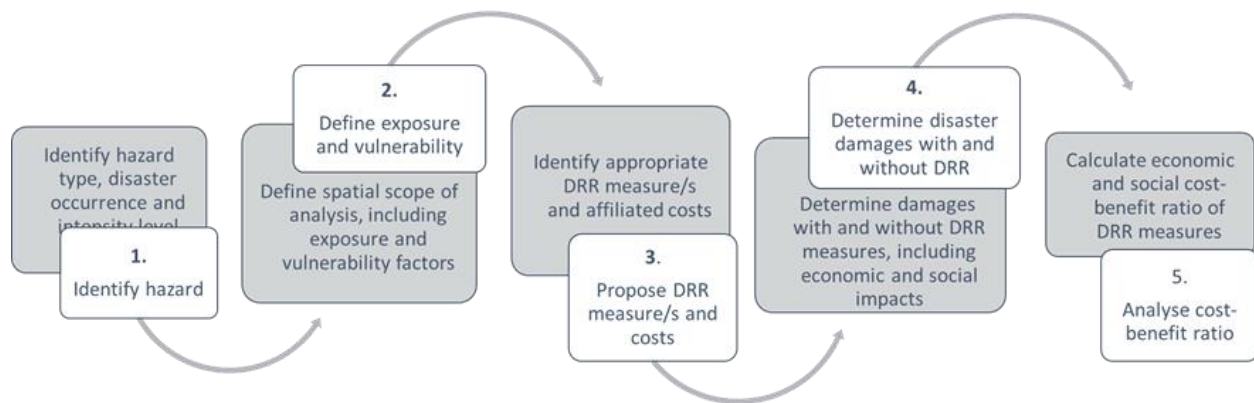 Identify hazard
type, disaster
occurrence and
intensity level
1.
Identify hazard
2.
Define exposure
and vulnerability
Define spatial scope of
analysis, including
exposure and
vulnerability factors
Identify appropriate
DRR measure/s
and affiliated costs
3.
Propose DRR
measure/s and
costs
4.
Determine disaster
damages with and
without DRR
Determine damages
with and without DRR
measures, including
economic and social
impacts
Calculate economic
and social cost-
benefit ratio of
DRR measures
5.
Analyse cost-
benefit ratio